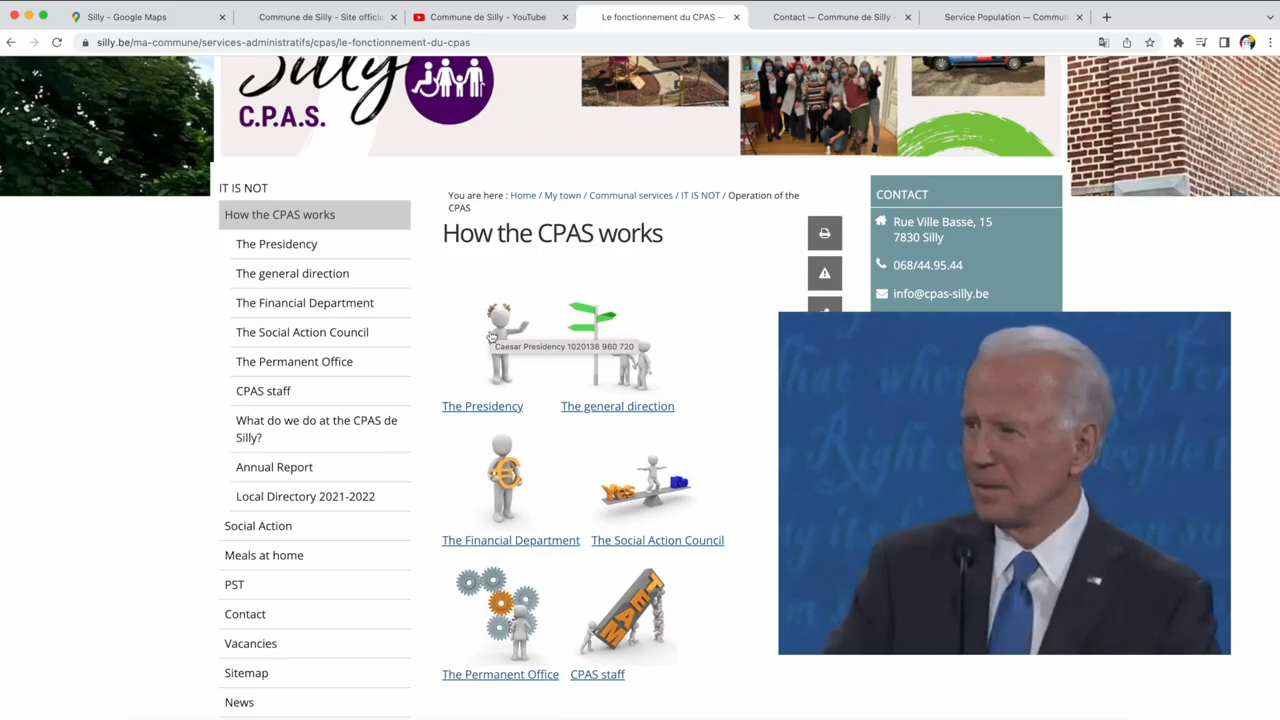 Silly - Google Maps
Commune de Silly - Site officie
Commune de Silly - YouTube
Le fonctionnement du CPAS —
Contact — Commune de Silly -
Service Population — Commun
silly.be/ma-commune/services-administratifs/cpas/le-fonctionnement-du-cpas
Silly
C.P.A.S.
IT IS NOT
How the CPAS works
The Presidency
The general direction
The Financial Department
The Social Action Council
The Permanent Office
CPAS staff
What do we do at the CPAS de
Silly?
Annual Report
Local Directory 2021-2022
Social Action
Meals at home
PST
Contact
Vacancies
Sitemap
News
You are here : Home / My town / Communal services / IT IS NOT / Operation of the
CPAS
How the CPAS works
Caesar Presidency 1020138 960 720
The Presidency
The general direction
Yes
No
The Financial Department
The Social Action Council
TEAM
The Permanent Office
CPAS staff
CONTACT
Rue Ville Basse, 15
7830 Silly
068/44.95.44
info@cpas-silly.be